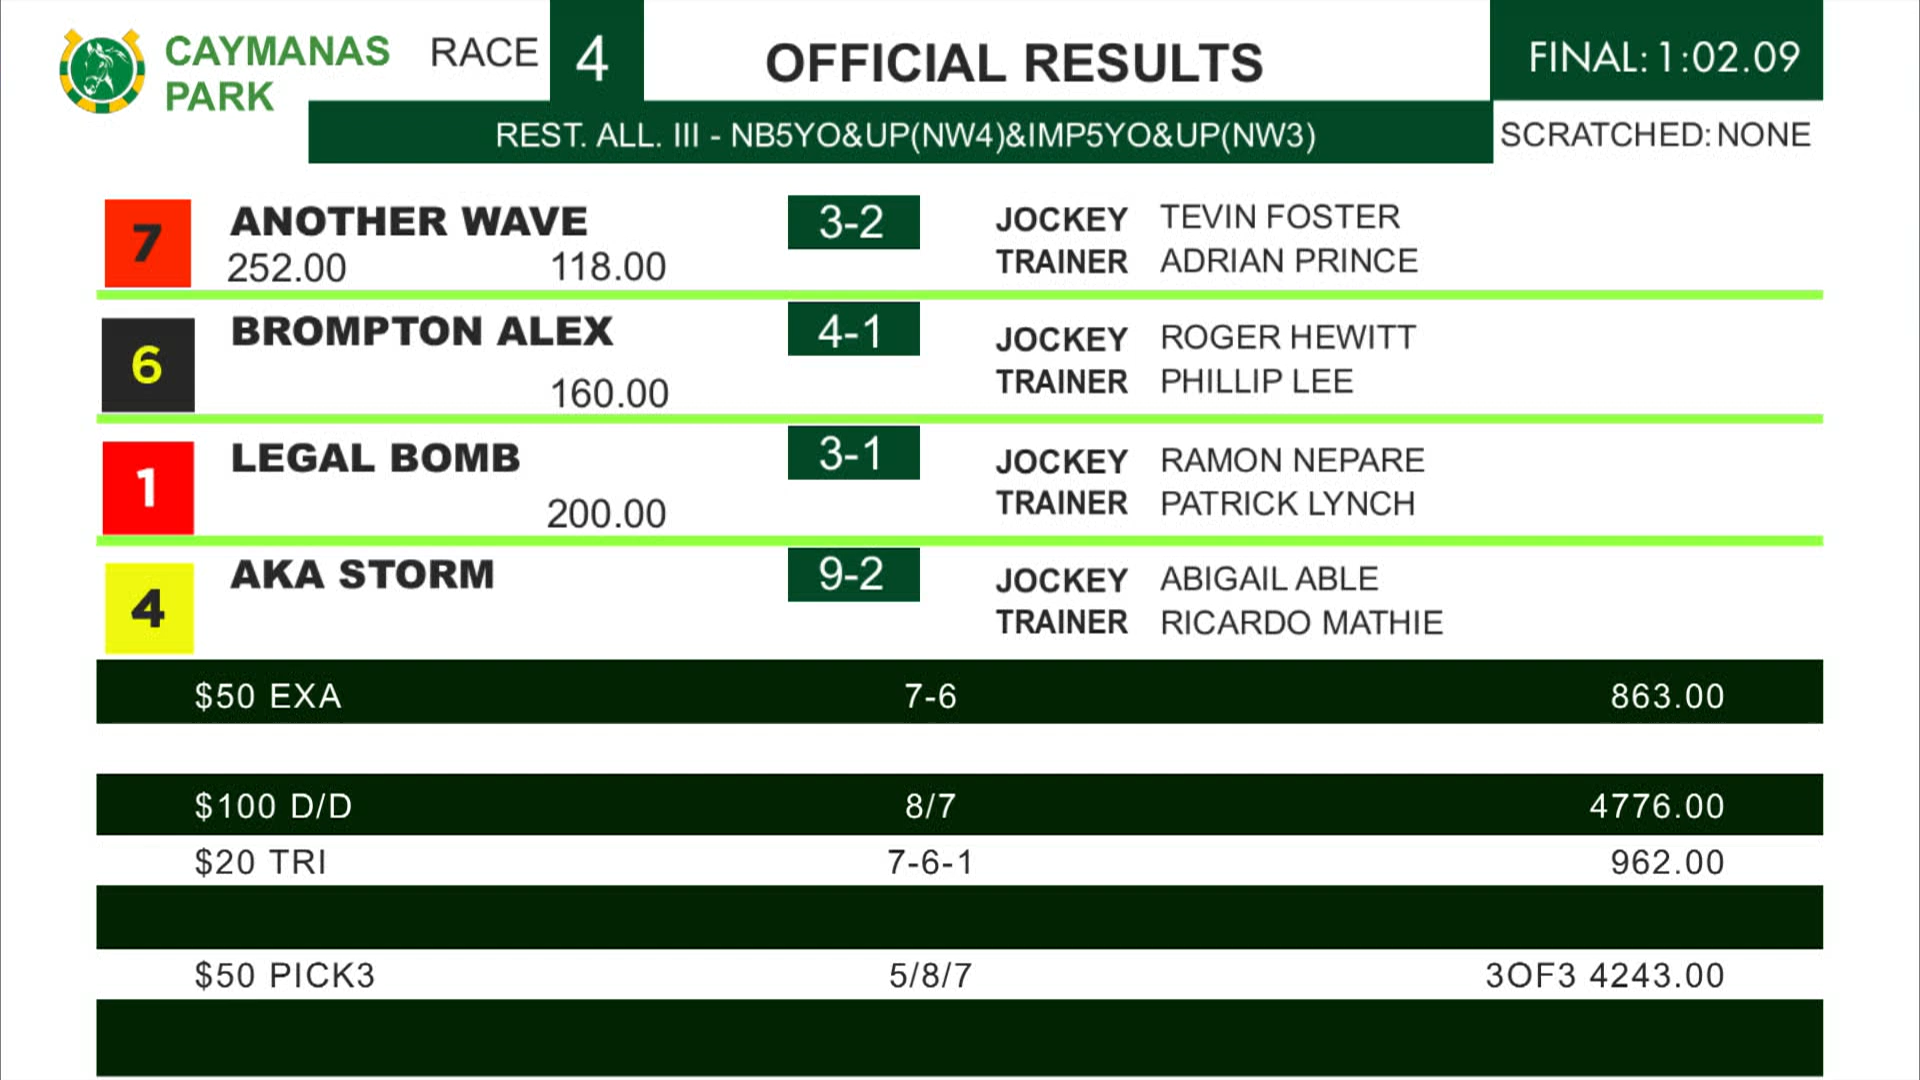 CAYMANAS
PARK
RACE 4
OFFICIAL RESULTS
FINAL: 1:02.09
REST. ALL. III - NB5YO&UP(NW4)&IMP5YO&UP(NW3)
SCRATCHED: NONE
7 ANOTHER WAVE 3-2 JOCKEY TEVIN FOSTER
252.00 118.00 TRAINER ADRIAN PRINCE
6 BROMPTON ALEX 4-1 JOCKEY ROGER HEWITT
160.00 TRAINER PHILLIP LEE
1 LEGAL BOMB 3-1 JOCKEY RAMON NEPARE
200.00 TRAINER PATRICK LYNCH
4 AKA STORM 9-2 JOCKEY ABIGAIL ABLE
TRAINER RICARDO MATHIE
$50 EXA 7-6 863.00
$100 D/D 8/7 4776.00
$20 TRI 7-6-1 962.00
$50 PICK3 5/8/7 3OF3 4243.00